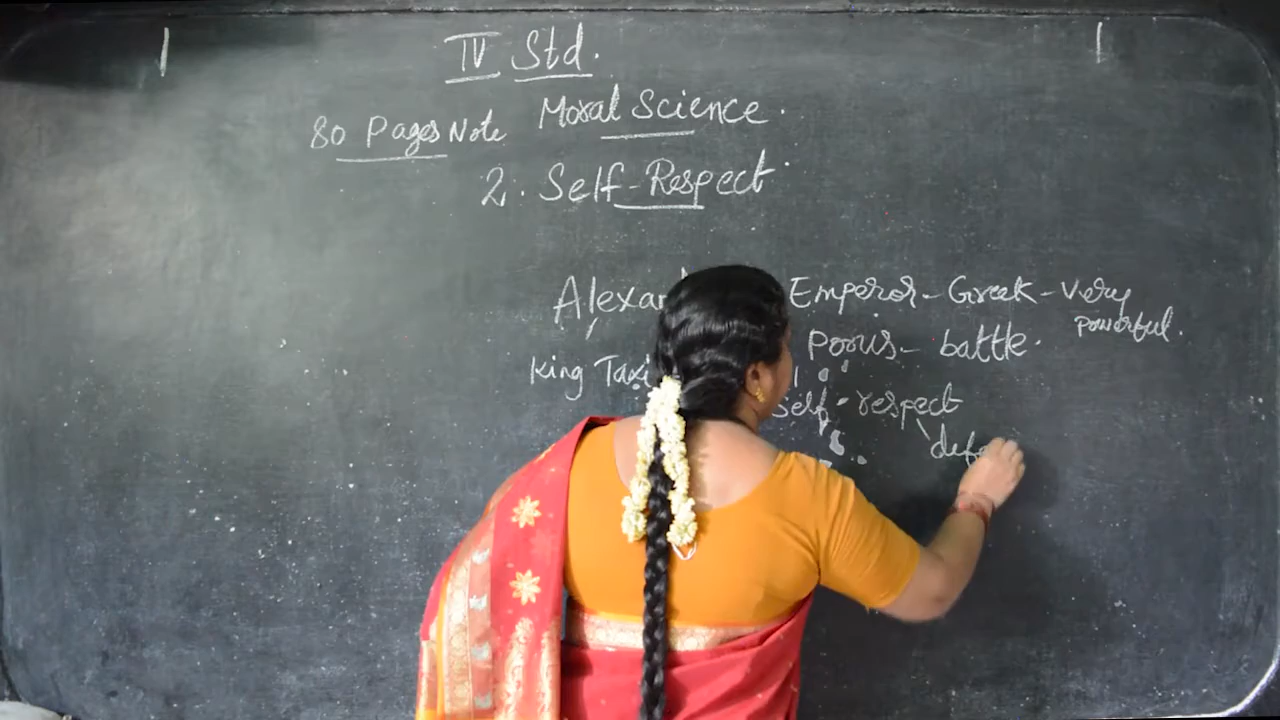 IV Std.
Moral Science.
80 Pages Note
2. Self-Respect
Emperor - Greek - Very
powerful.
Porus - battle.
King
Self - respect